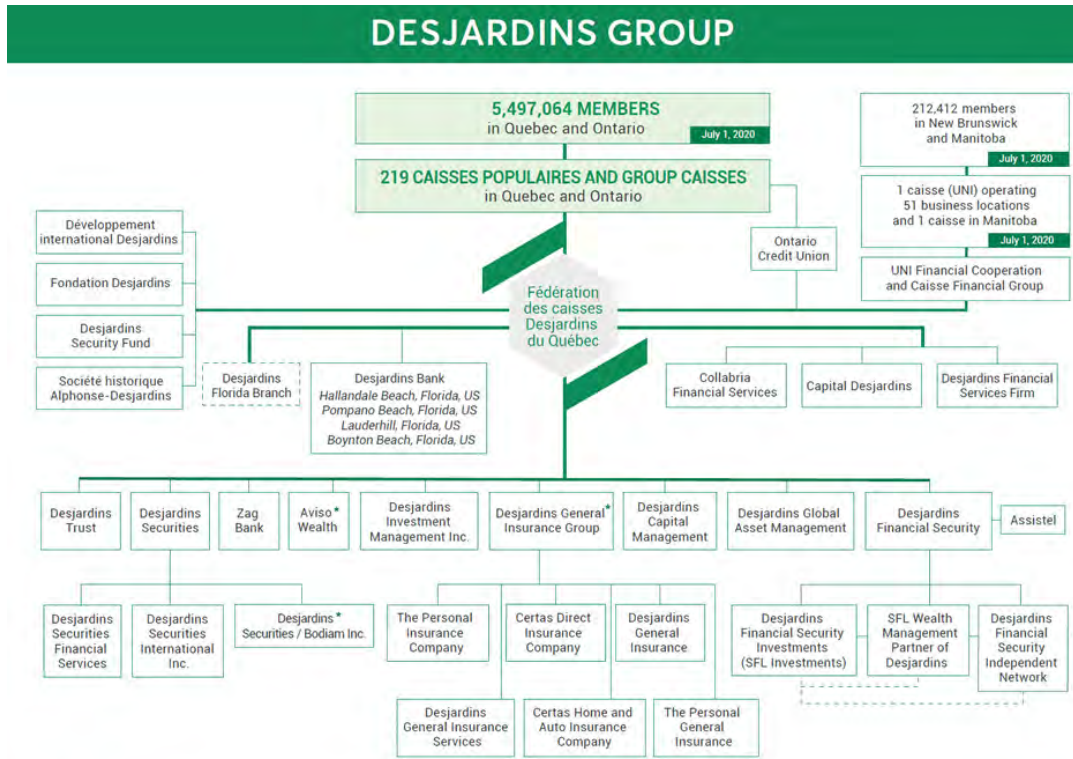 DESJARDINS GROUP
5,497,064 MEMBERS
in Quebec and Ontario
July 1, 2020
212,412 members
in New Brunswick
and Manitoba
July 1, 2020
219 CAISSES POPULAIRES AND GROUP CAISSES
in Quebec and Ontario
1 caisse (UNI) operating
51 business locations
and 1 caisse in Manitoba
July 1, 2020
Ontario
Credit Union
UNI Financial Cooperation
and Caisse Financial Group
Développement
international Desjardins
Fondation Desjardins
Desjardins
Security Fund
Société historique
Alphonse-Desjardins
Fédération
des caisses
Desjardins
du Québec
Desjardins
Florida Branch
Desjardins Bank
Hallandale Beach, Florida, US
Pompano Beach, Florida, US
Lauderhill, Florida, US
Boynton Beach, Florida, US
Collabria
Financial Services
Capital Desjardins
Desjardins Financial
Services Firm
Desjardins
Trust
Desjardins
Securities
Zag
Bank
Aviso*
Wealth
Desjardins
Investment
Management Inc.
Desjardins General*
Insurance Group
Desjardins
Capital
Management
Desjardins Global
Asset Management
Desjardins
Financial Security
Assistel
Desjardins
Securities
Financial
Services
Desjardins
Securities
International
Inc.
Desjardins *
Securities / Bodiam Inc.
The Personal
Insurance
Company
Certas Direct
Insurance
Company
Desjardins
General
Insurance
Desjardins
Financial Security
Investments
(SFL Investments)
SFL Wealth
Management
Partner of
Desjardins
Desjardins
Financial
Security
Independent
Network
Desjardins
General Insurance
Services
Certas Home and
Auto Insurance
Company
The Personal
General
Insurance